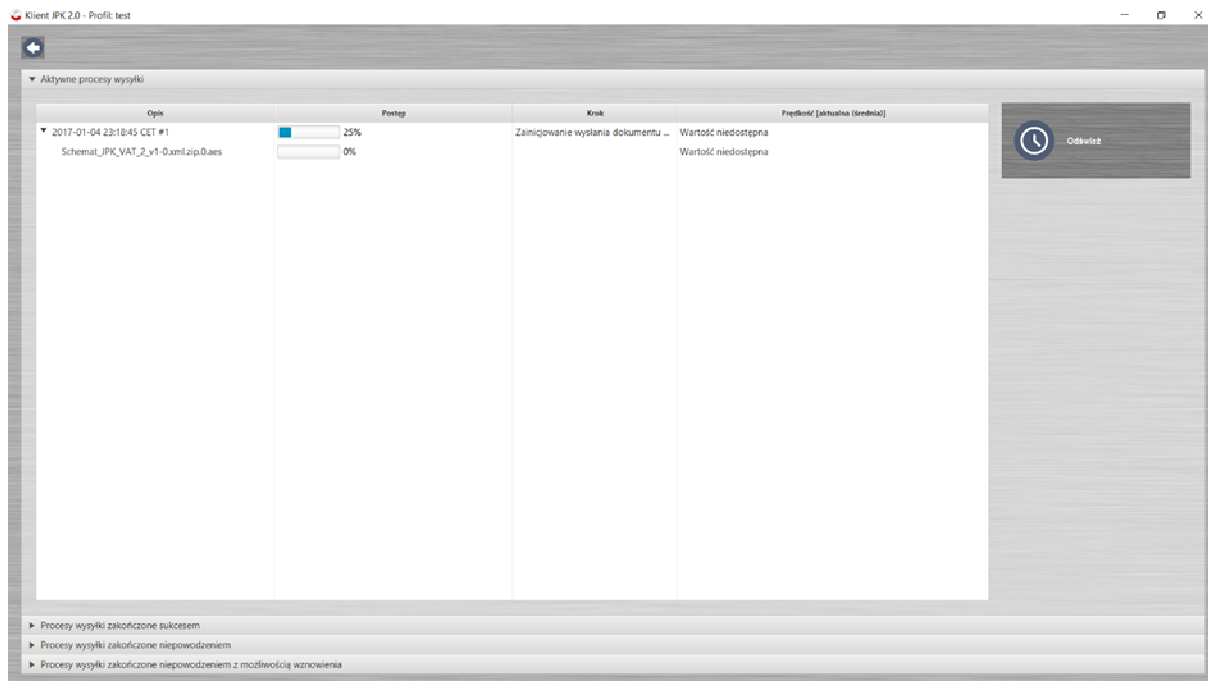 Klient JPK 2.0 - Profil: test
Aktywne procesy wysyłki
Opis Postęp Krok Prędkość [aktualna (średnia)]
2017-01-04 23:18:45 CET #1 25% Zainicjowanie wysłania dokumentu ... Wartość niedostępna
Schemat_JPK_VAT_2_v1-0.xml.zip.0.aes 0% Wartość niedostępna
Odśwież
Procesy wysyłki zakończone sukcesem
Procesy wysyłki zakończone niepowodzeniem
Procesy wysyłki zakończone niepowodzeniem z możliwością wznowienia